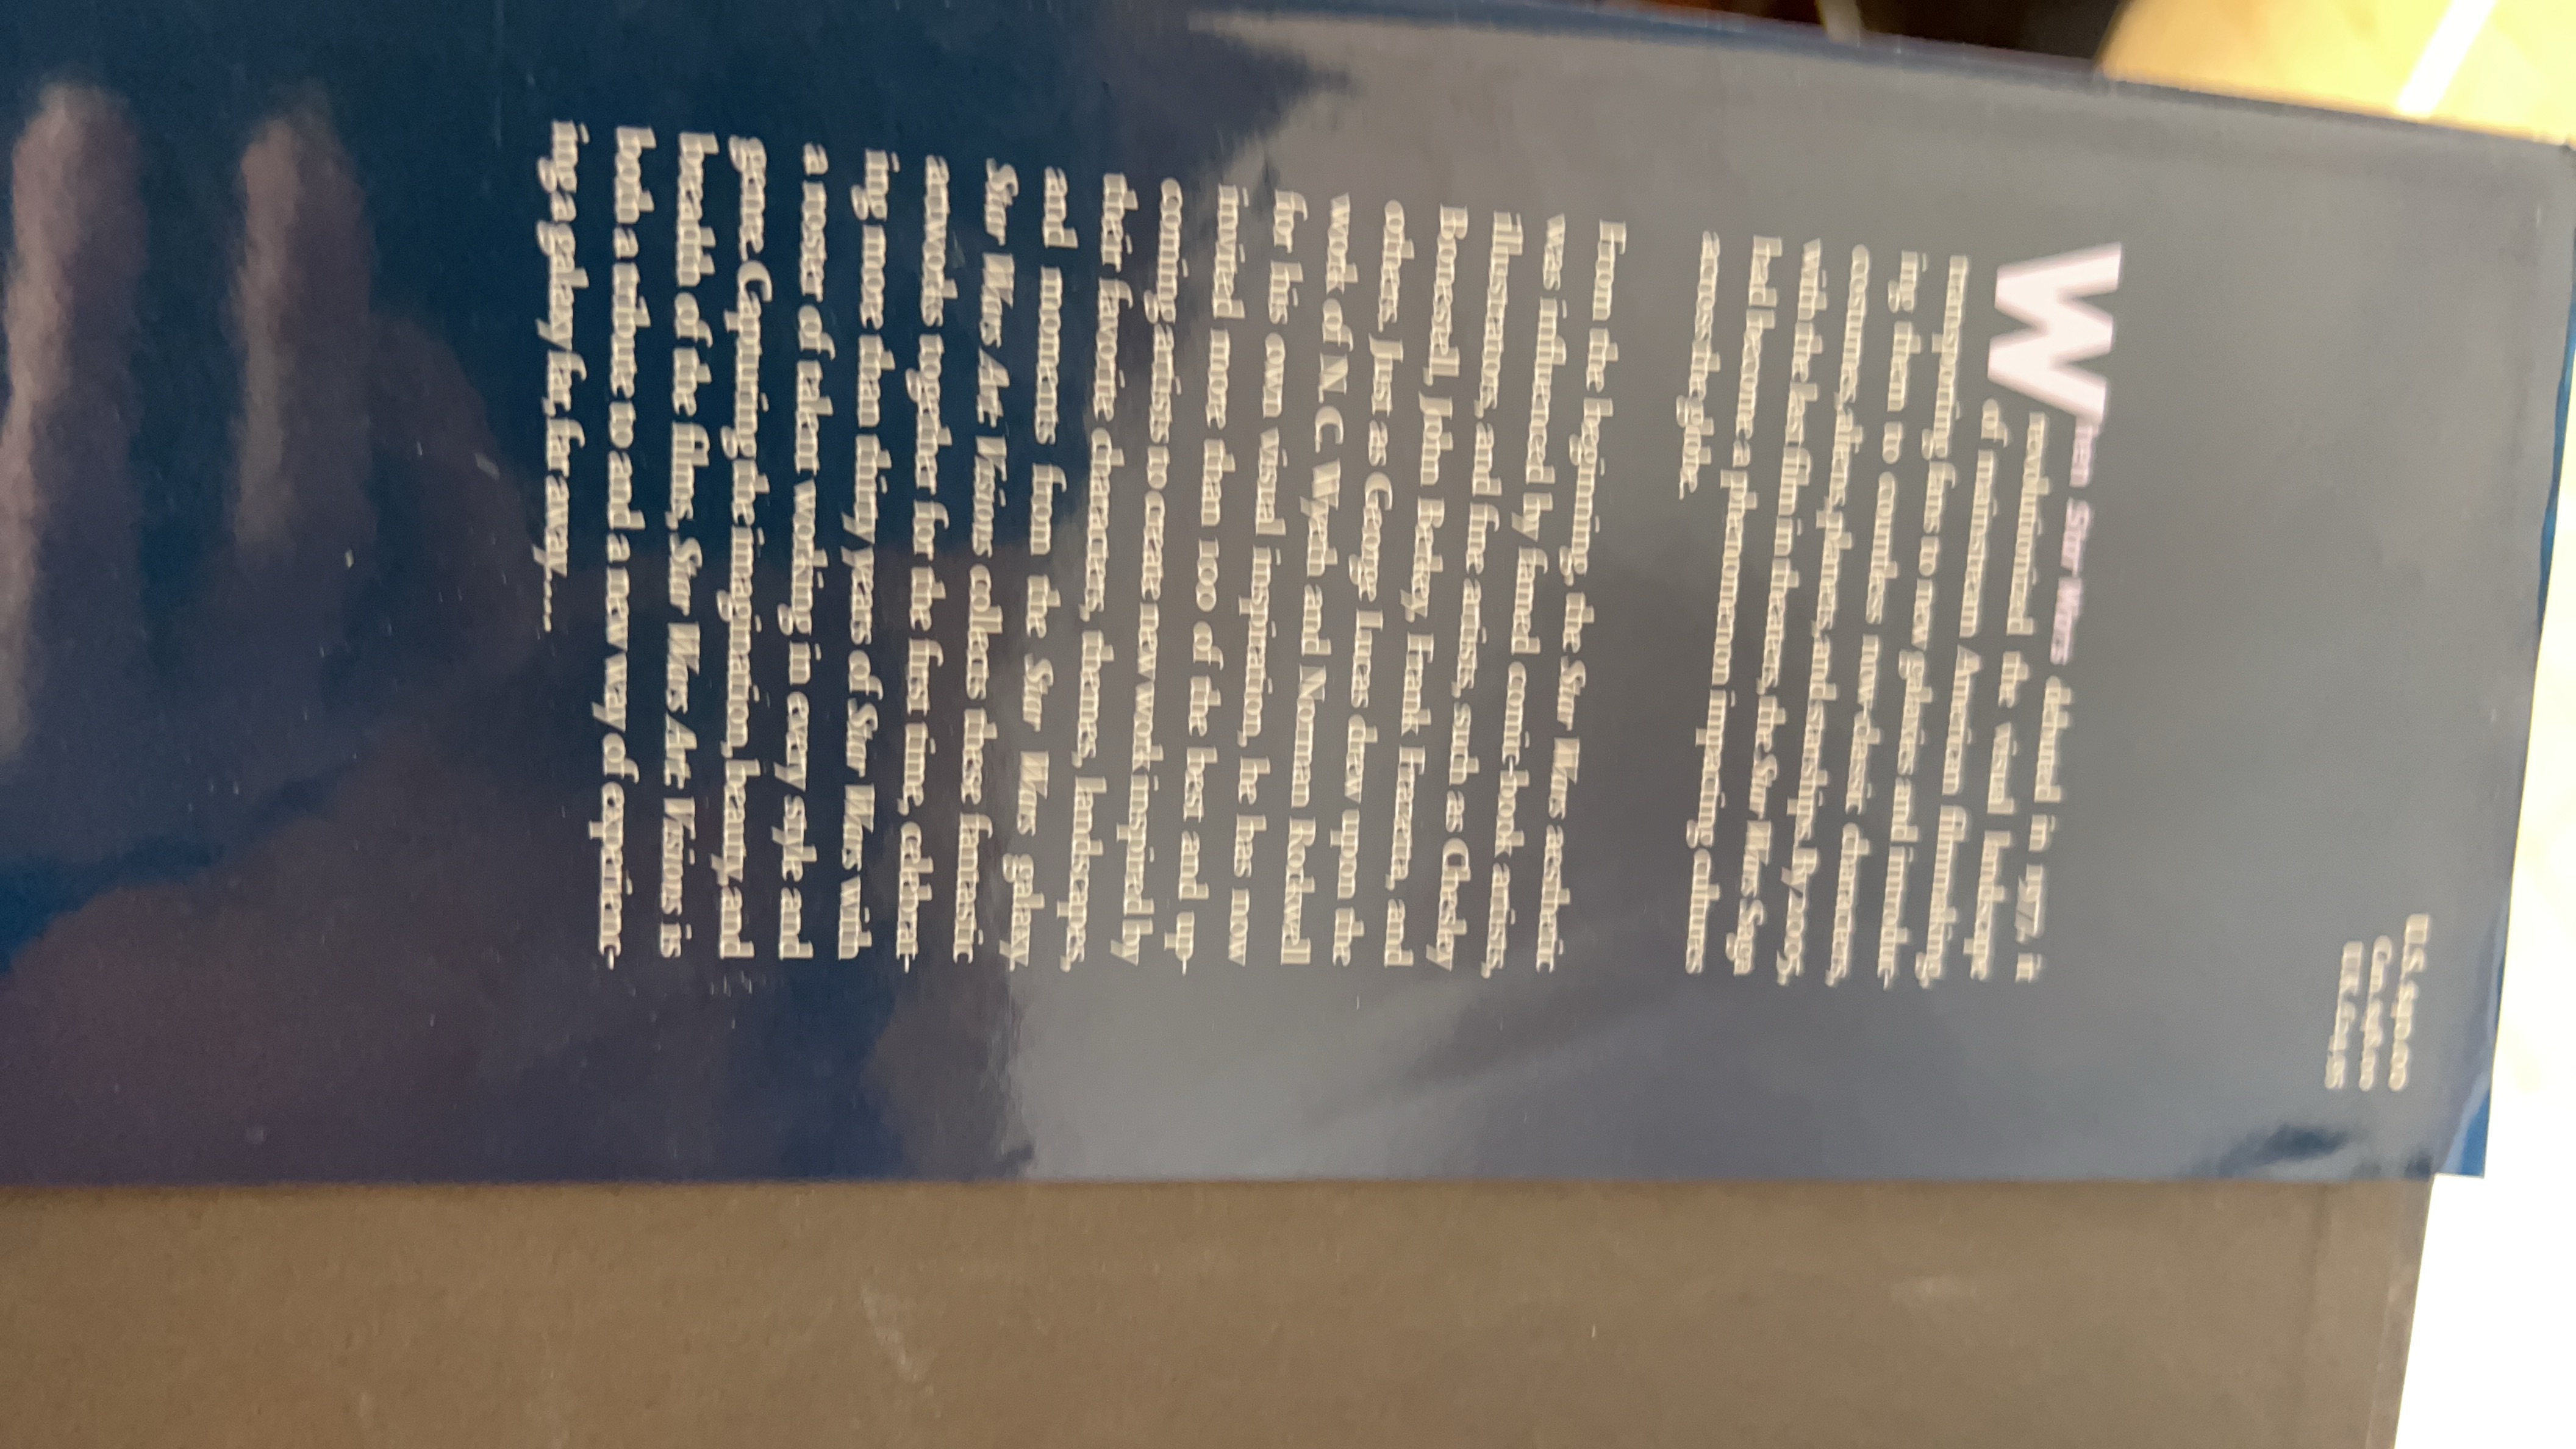 U.S. $40.00
Can. $48.00
U.K. £24.95
When Star Wars debuted in 1977, it
revolutionized the visual landscape
of mainstream American filmmaking,
transporting fans to new galaxies and introduc-
ing them to countless now-classic characters,
costumes, aliens, planets, and starships. By 2005,
with the last film in theaters, the Star Wars Saga
had become a phenomenon impacting cultures
across the globe.
From the beginning, the Star Wars aesthetic
was influenced by famed comic-book artists,
illustrators, and fine artists, such as Chesley
Bonestell, John Berkey, Frank Frazetta, and
others. Just as George Lucas drew upon the
work of N. C. Wyeth and Norman Rockwell
for his own visual inspiration, he has now
invited more than 100 of the best and up-
coming artists to create new work inspired by
their favorite characters, themes, landscapes,
and moments from the Star Wars galaxy.
Star Wars Art: Visions collects these fantastic
artworks together for the first time, celebrat-
ing more than thirty years of Star Wars with
a roster of talent working in every style and
genre. Capturing the imagination, beauty, and
breadth of the films, Star Wars Art: Visions is
both a tribute to and a new way of experienc-
ing a galaxy far, far away....